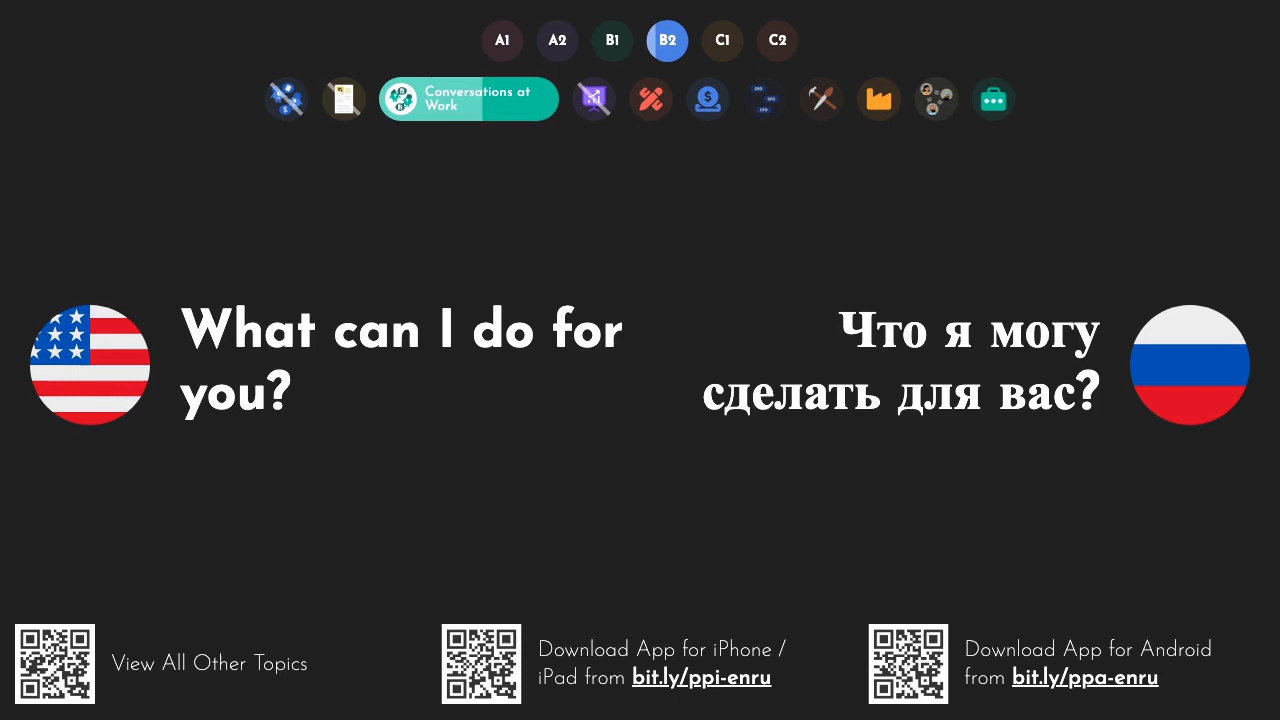 A1 A2 B1 B2 C1 C2
Conversations at
Work
What can I do for
you?
Что я могу
сделать для вас?
View All Other Topics
Download App for iPhone /
iPad from bit.ly/ppi-enru
Download App for Android
from bit.ly/ppa-enru